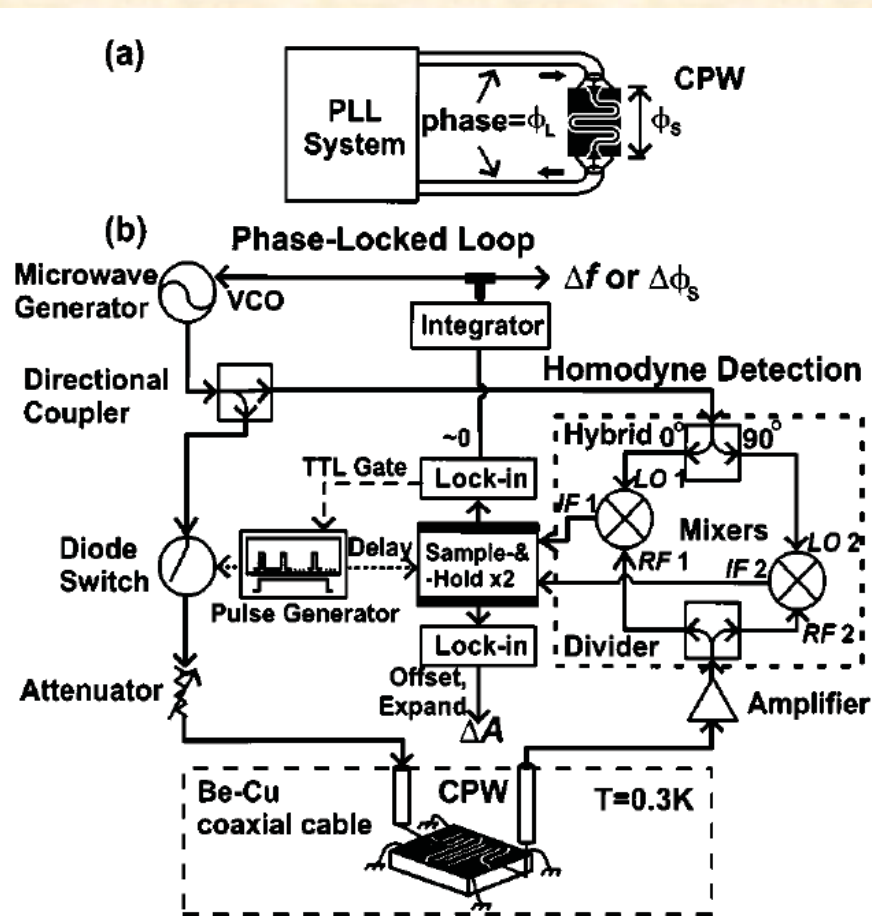 (a)
PLL
System
phase=ϕL
CPW
ϕS
(b)
Phase-Locked Loop
Microwave
Generator
VCO
Δf or Δϕs
Integrator
Directional
Coupler
Homodyne Detection
~0
Hybrid 0° 90°
TTL Gate
Lock-in
LO 1
IF 1
Mixers
LO 2
Diode
Switch
Delay
Sample-&
-Hold x2
RF 1
IF 2
Pulse Generator
Lock-in
Divider
RF 2
Attenuator
Offset,
Expand
ΔA
Amplifier
Be-Cu
coaxial cable
CPW
T=0.3K